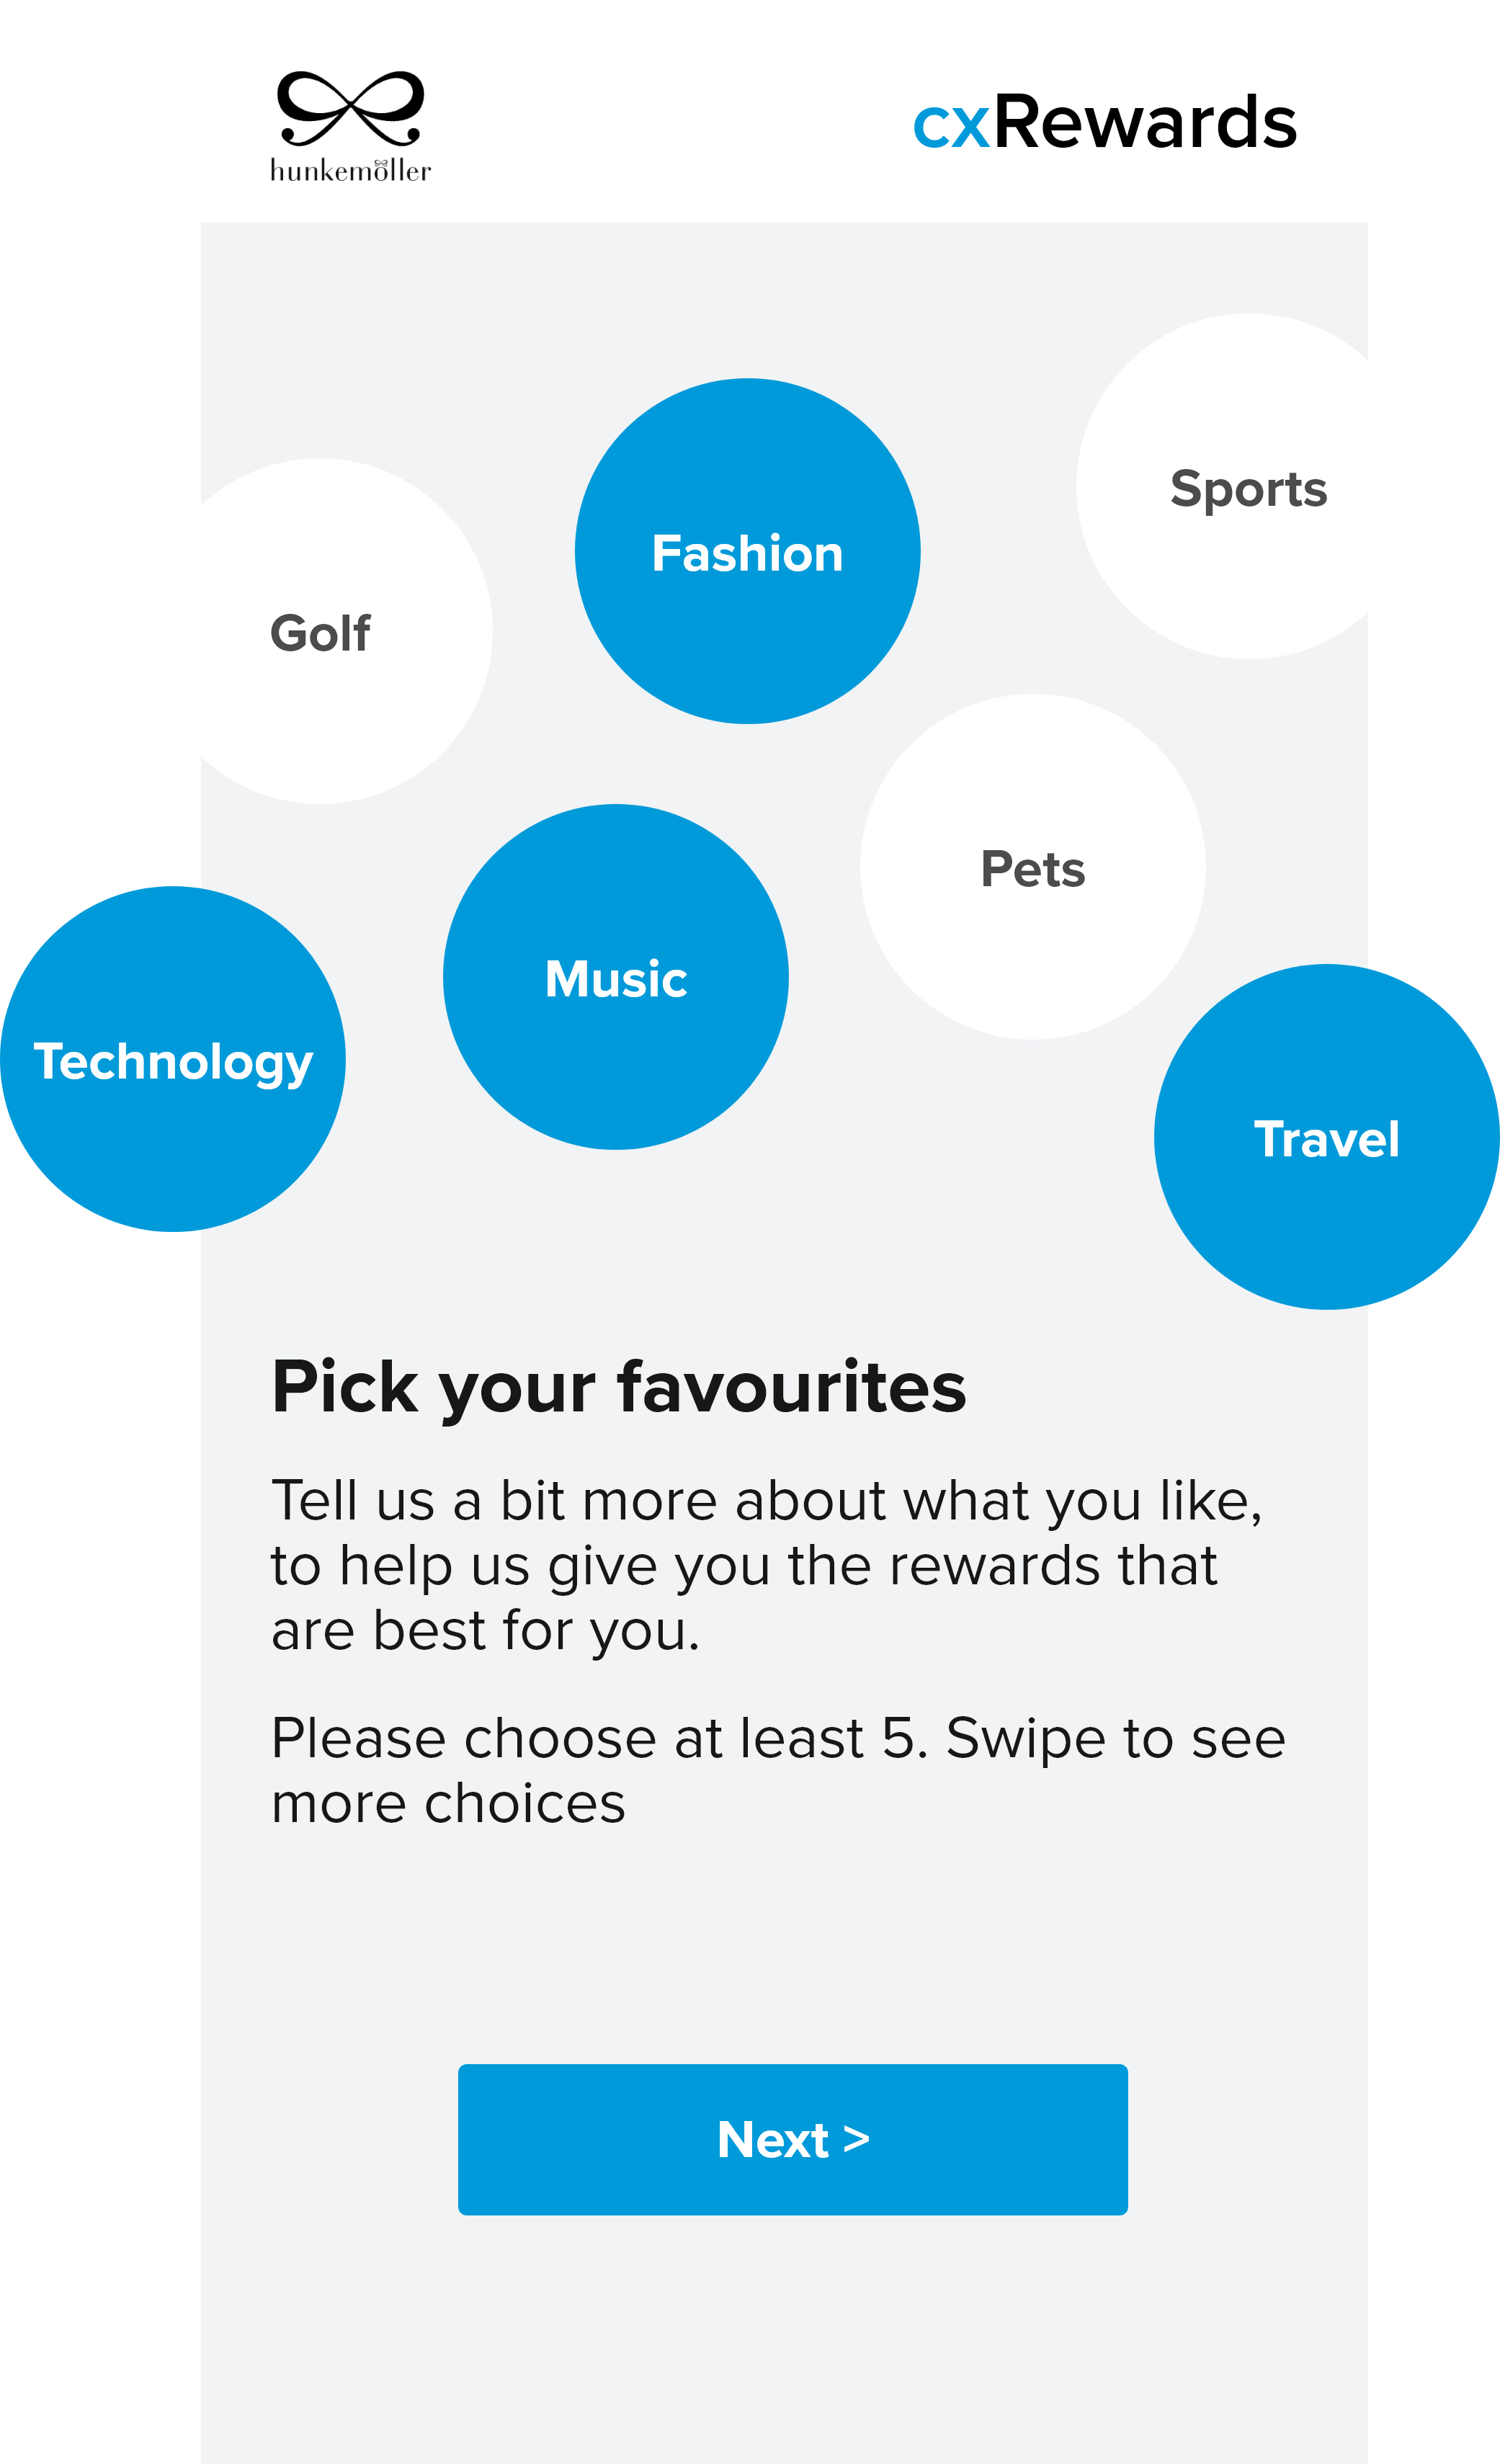 hunkemöller
cxRewards
Sports
Fashion
Golf
Pets
Music
Technology
Travel
Pick your favourites
Tell us a bit more about what you like,
to help us give you the rewards that
are best for you.
Please choose at least 5. Swipe to see
more choices
Next >